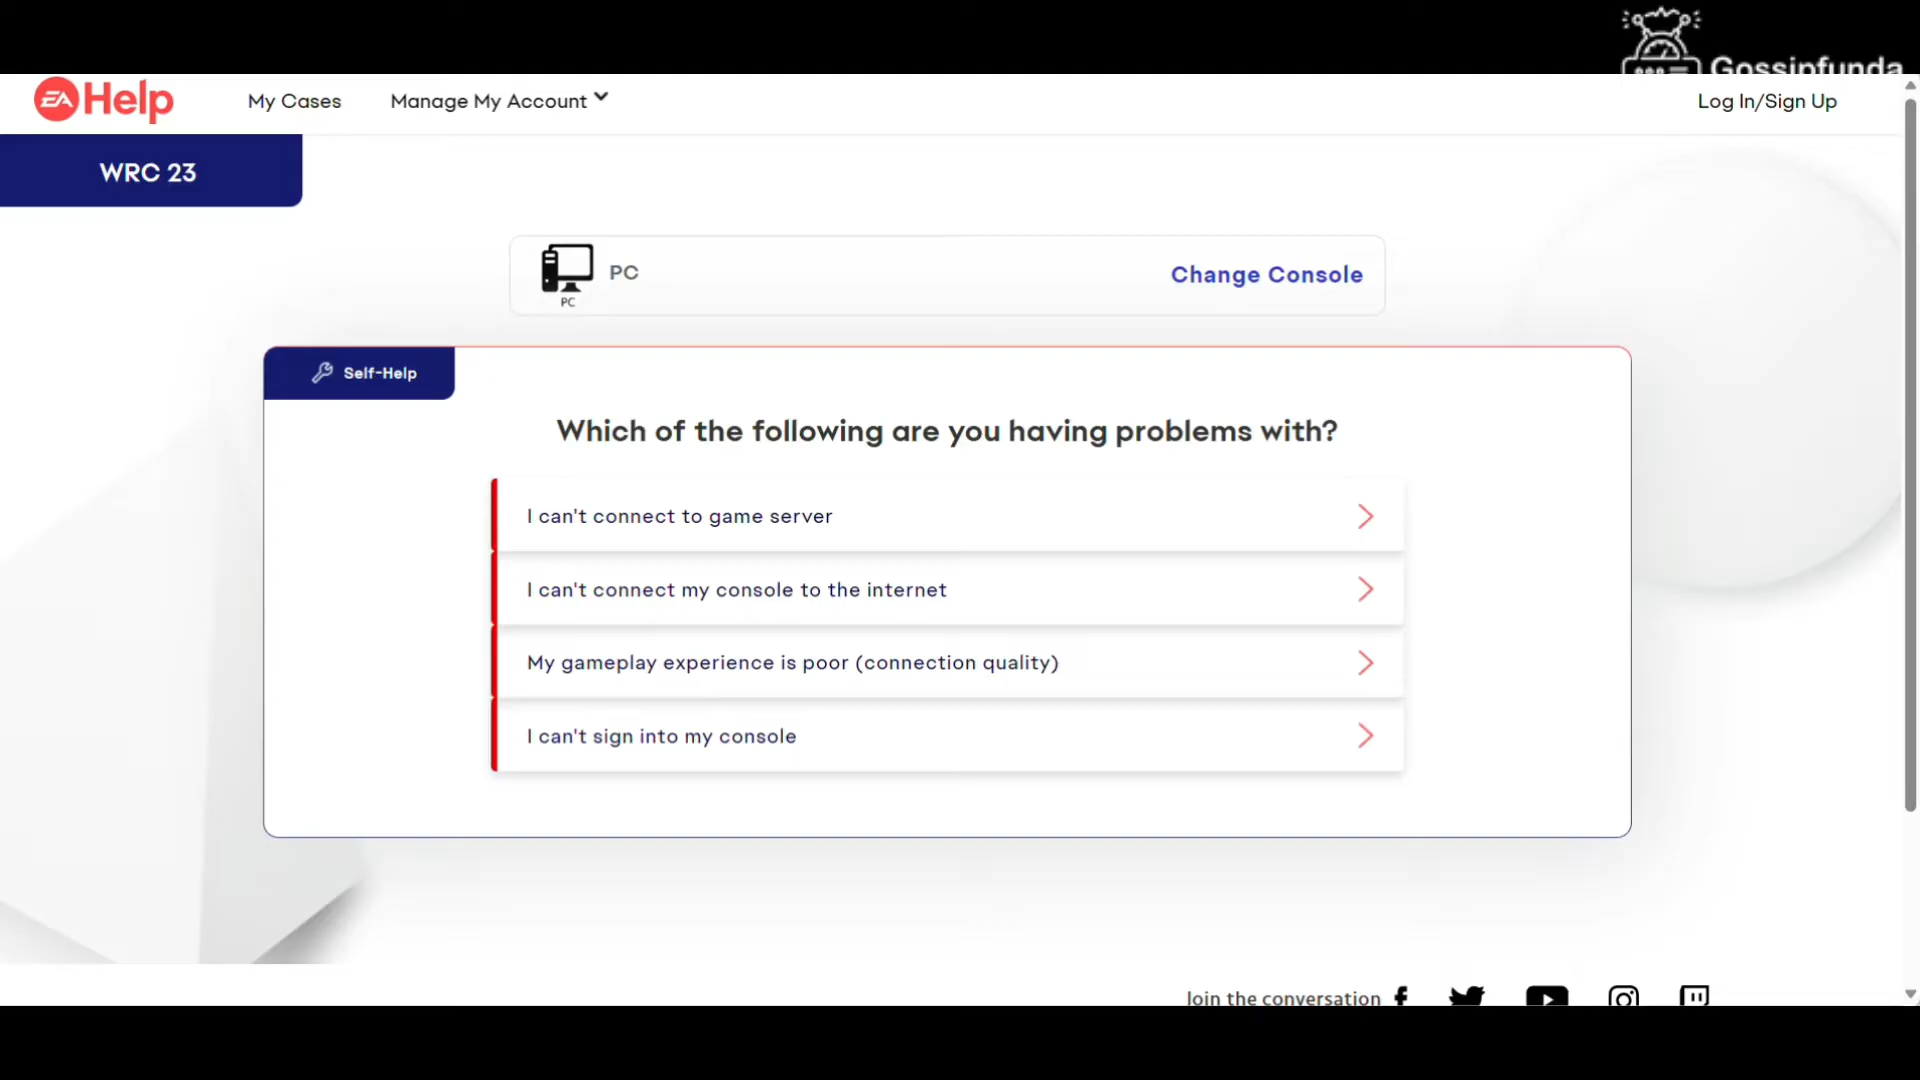 Gossipfunda
EA Help
My Cases
Manage My Account
Log In/Sign Up
WRC 23
PC
PC
Change Console
Self-Help
Which of the following are you having problems with?
I can't connect to game server
I can't connect my console to the internet
My gameplay experience is poor (connection quality)
I can't sign into my console
Join the conversation